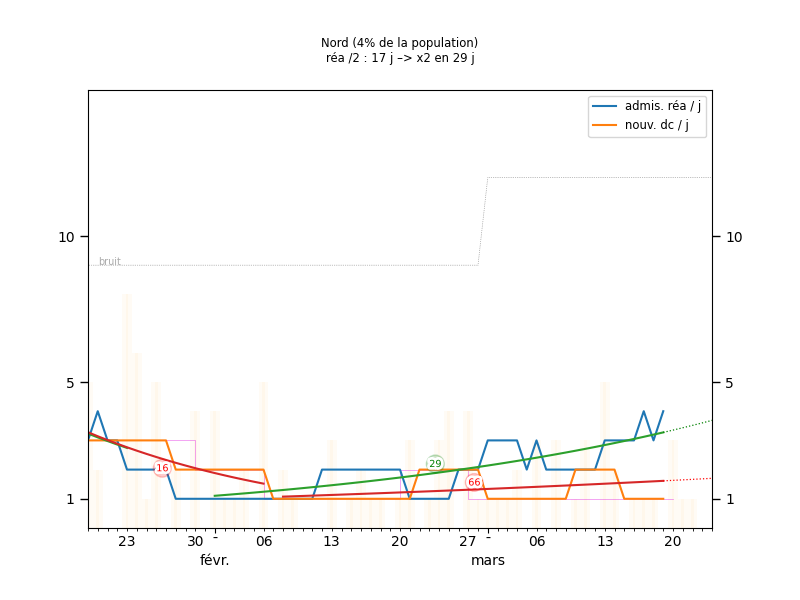 Nord (4% de la population)
réa /2 : 17 j –> x2 en 29 j
admis. réa / j
nouv. dc / j
bruit
10
10
5
5
29
16
66
1
1
23
30
-
06
13
20
27
-
06
13
20
févr.
mars